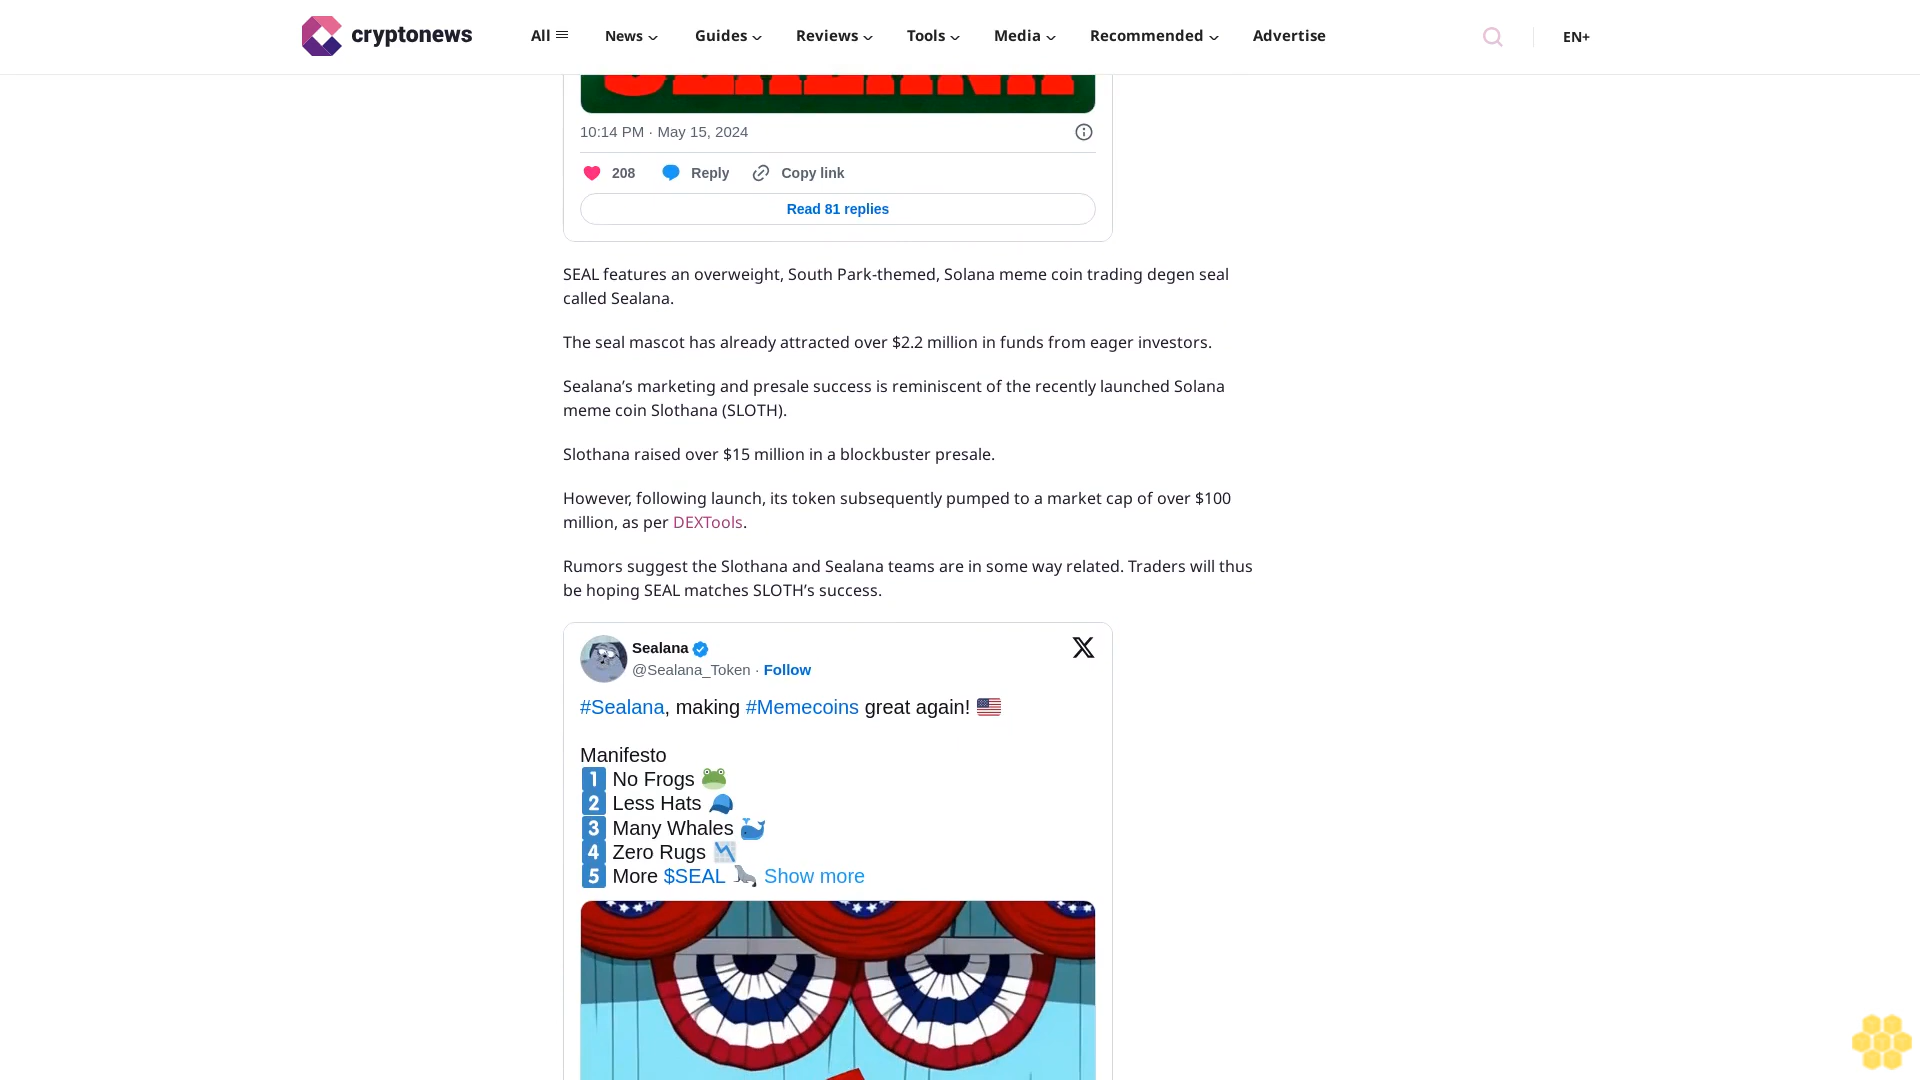 cryptonews
All
News
Guides
Reviews
Tools
Media
Recommended
Advertise
EN+
10:14 PM · May 15, 2024
208
Reply
Copy link
Read 81 replies
SEAL features an overweight, South Park-themed, Solana meme coin trading degen seal
called Sealana.
The seal mascot has already attracted over $2.2 million in funds from eager investors.
Sealana’s marketing and presale success is reminiscent of the recently launched Solana
meme coin Slothana (SLOTH).
Slothana raised over $15 million in a blockbuster presale.
However, following launch, its token subsequently pumped to a market cap of over $100
million, as per DEXTools.
Rumors suggest the Slothana and Sealana teams are in some way related. Traders will thus
be hoping SEAL matches SLOTH’s success.
Sealana
@Sealana_Token · Follow
#Sealana, making #Memecoins great again! 🇺🇸
Manifesto
1️⃣ No Frogs 🐸
2️⃣ Less Hats 🧢
3️⃣ Many Whales 🐳
4️⃣ Zero Rugs 📉
5️⃣ More $SEAL 🦭 Show more